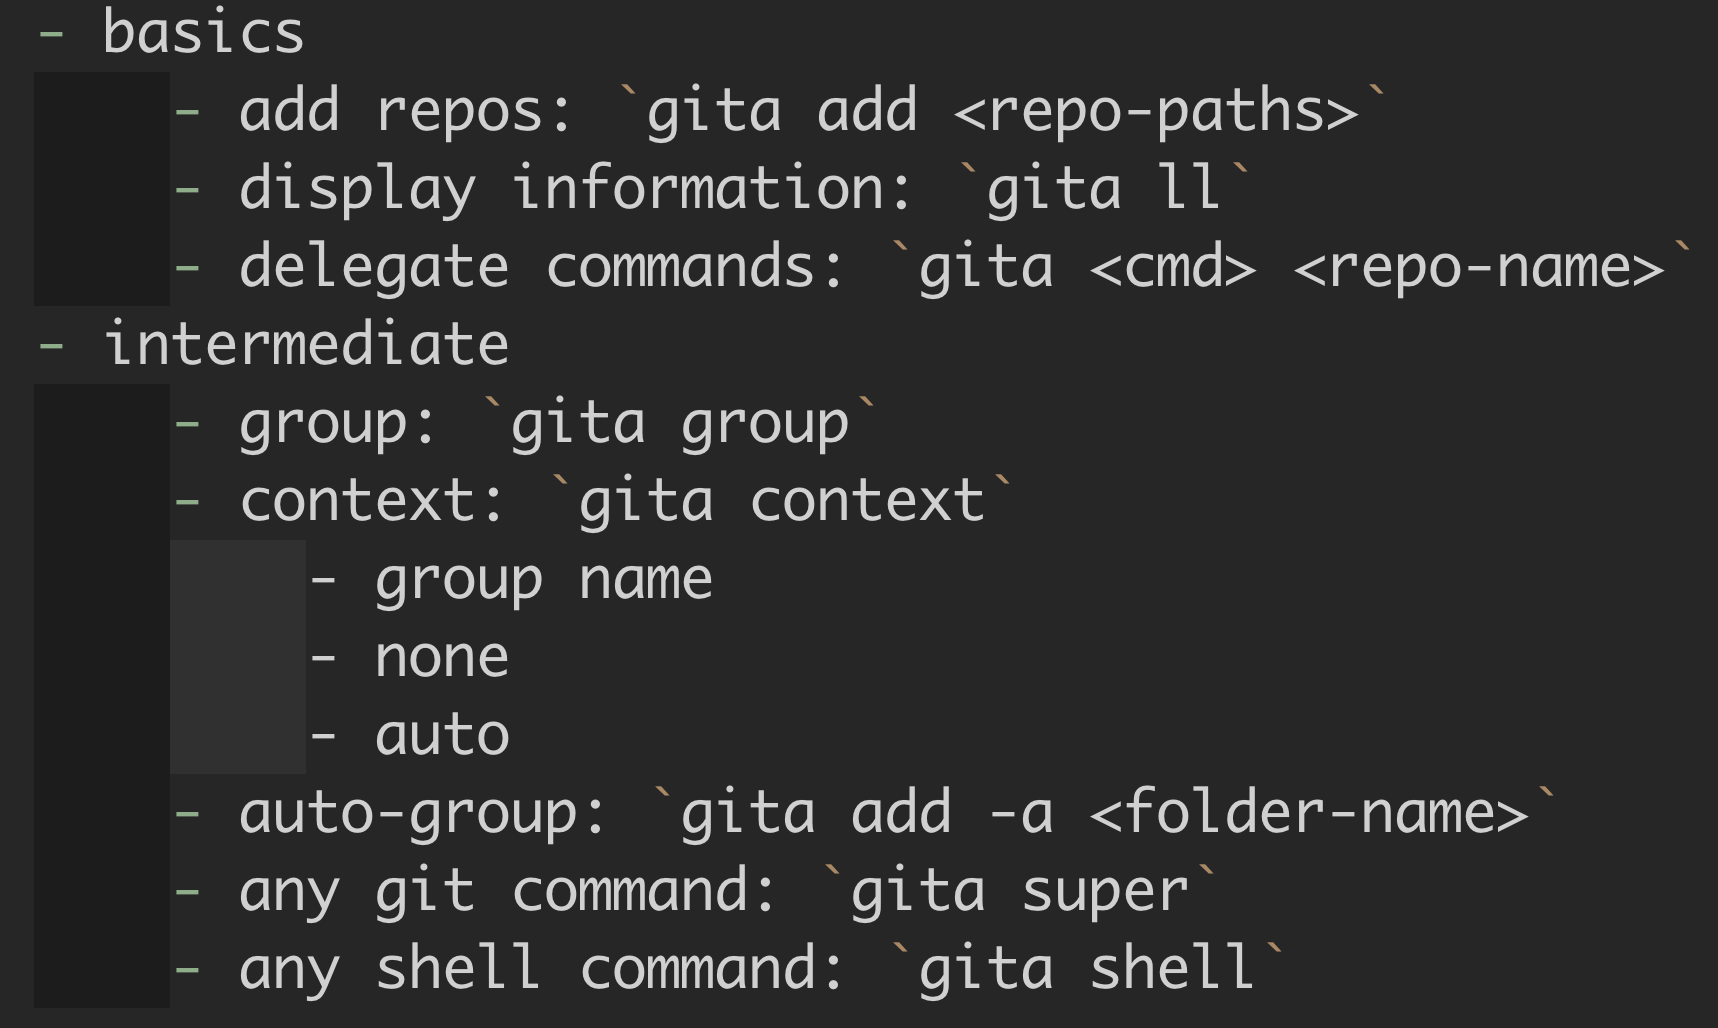 - basics
    - add repos: `gita add <repo-paths>`
    - display information: `gita ll`
    - delegate commands: `gita <cmd> <repo-name>`
- intermediate
    - group: `gita group`
    - context: `gita context`
        - group name
        - none
        - auto
    - auto-group: `gita add -a <folder-name>`
    - any git command: `gita super`
    - any shell command: `gita shell`